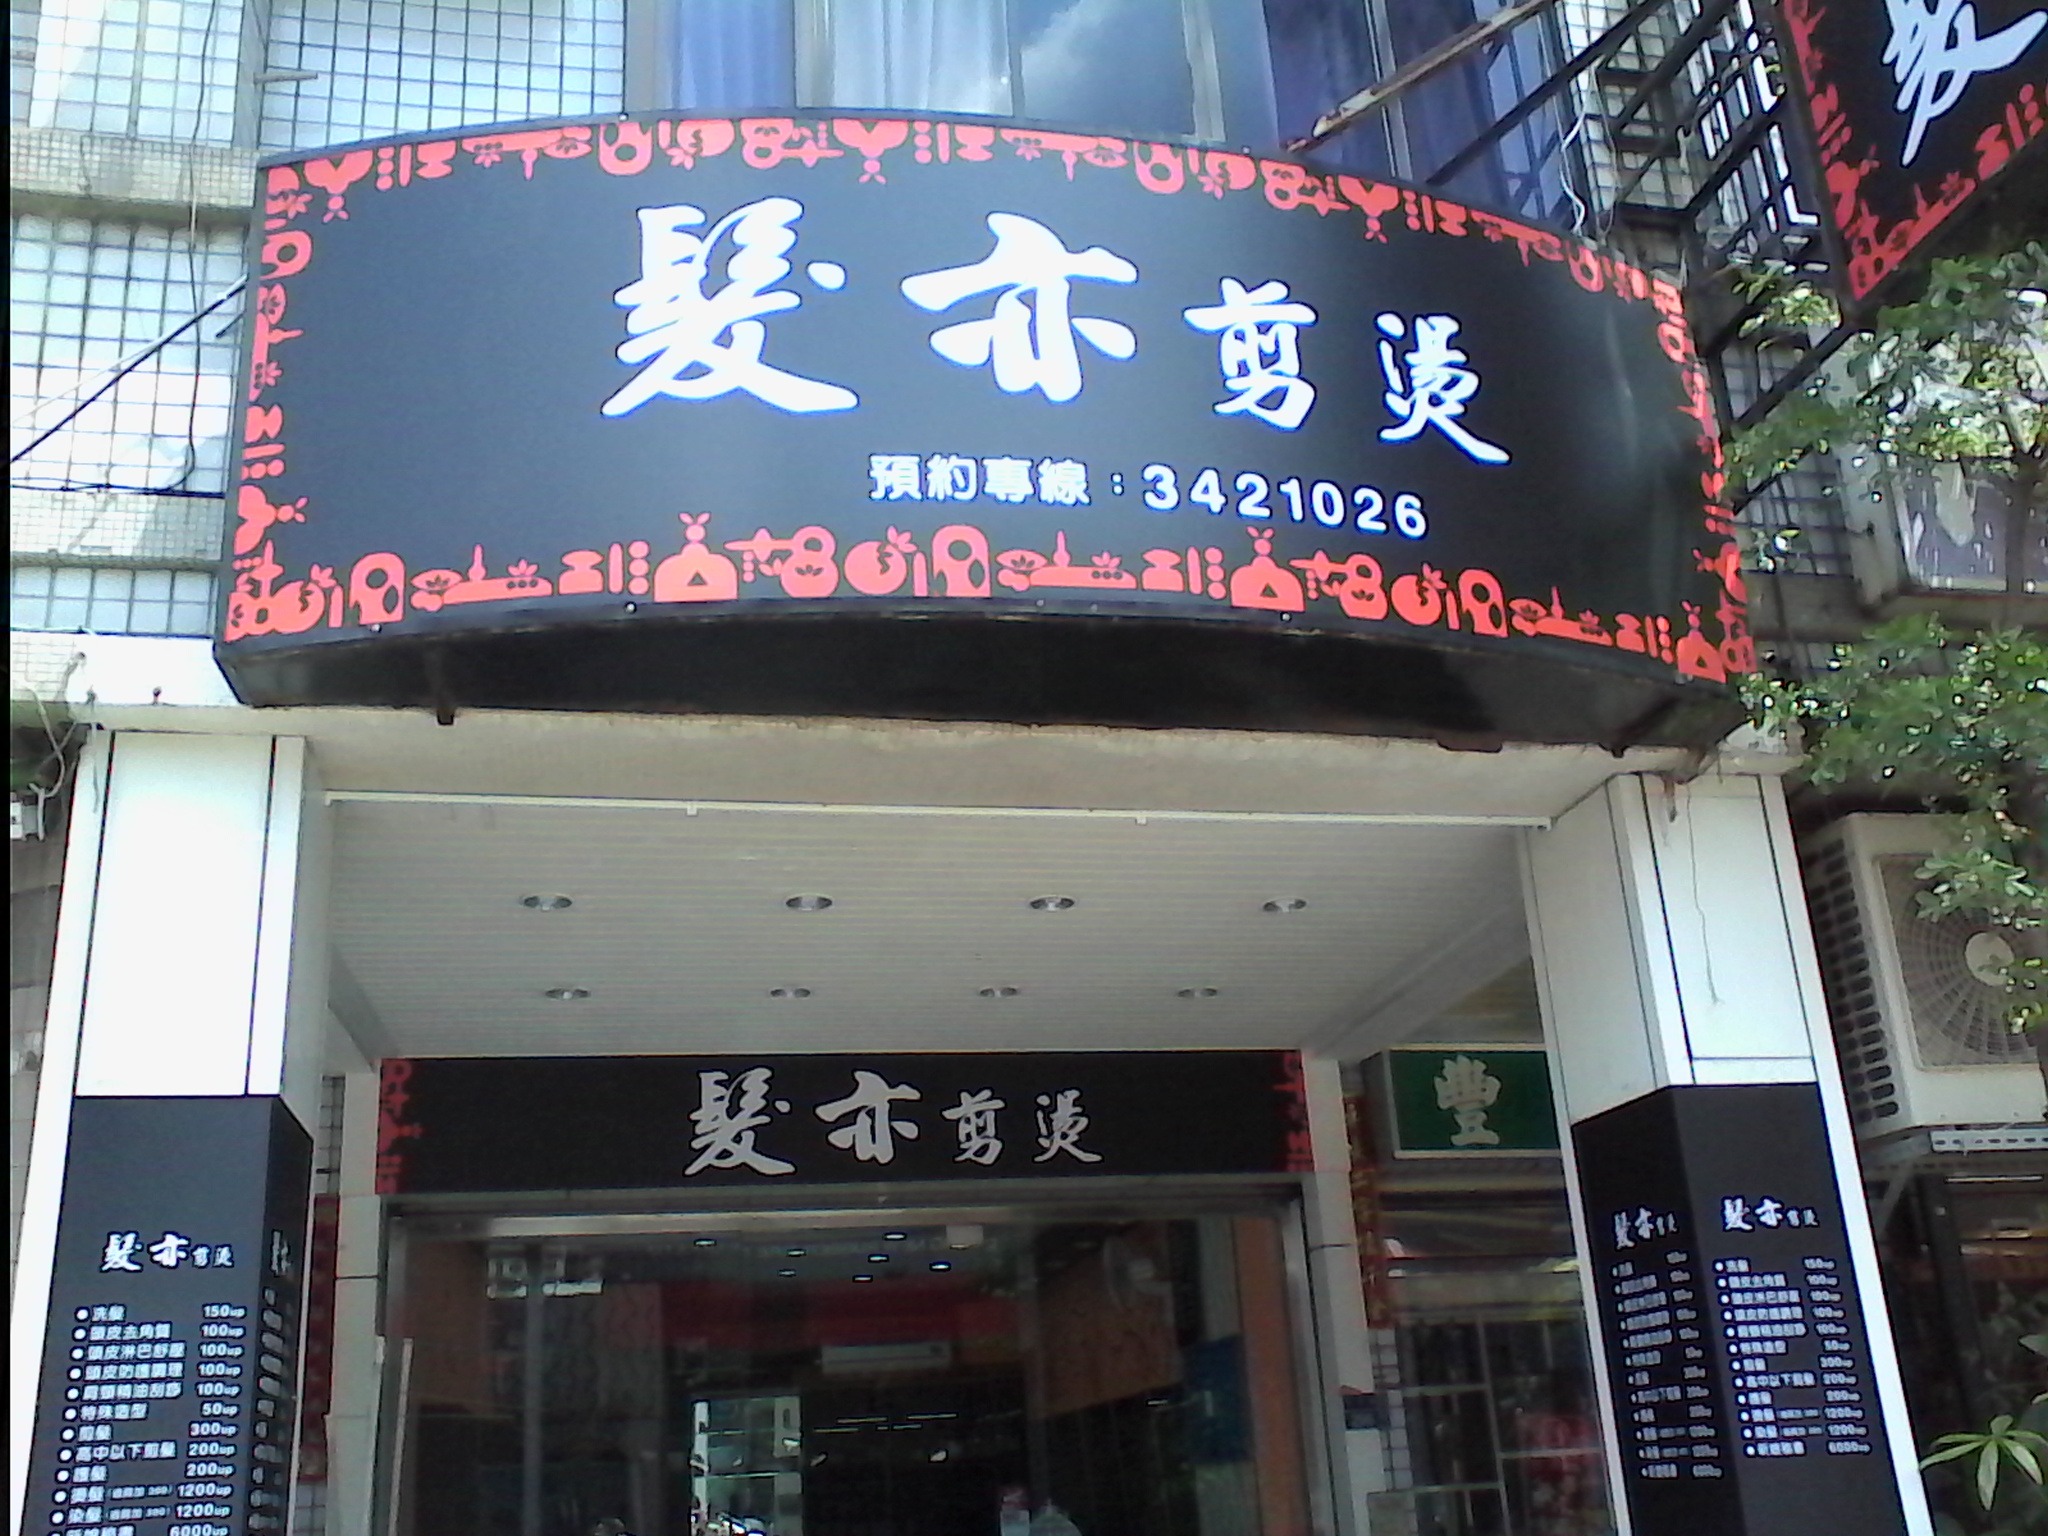 髮亦剪燙
預約專線：3421026
髮
髮亦剪燙
豐
髮亦剪燙
●洗髮 150up
●頭皮去角質 100up
●頭皮淋巴舒壓 100up
●頭皮防護調理 100up
●肩頸精油刮痧 100up
●特殊造型 50up
●剪髮 300up
●高中以下剪髮 200up
●護髮 200up
●燙髮 1200up
●染髮 1200up
6000up
髮亦剪燙
髮亦剪燙
●洗髮 150up
●頭皮去角質 100up
●頭皮淋巴舒壓 100up
●頭皮防護調理 100up
●肩頸精油刮痧 100up
●特殊造型 50up
●剪髮 300up
●高中以下剪髮 200up
●護髮 200up
●燙髮 1200up
●染髮 1200up
6000up